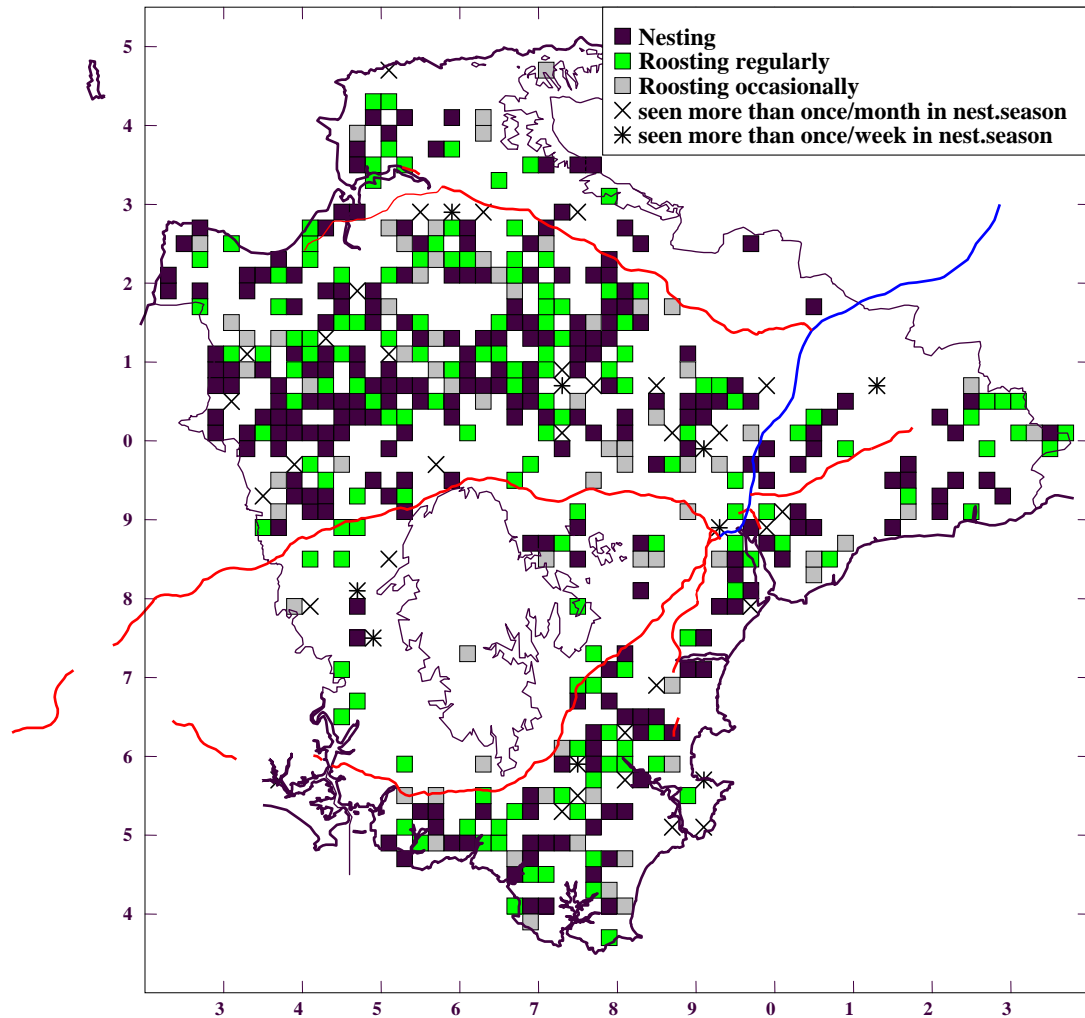 Nesting
Roosting regularly
Roosting occasionally
seen more than once/month in nest.season
seen more than once/week in nest.season
5
4
3
2
1
0
9
8
7
6
5
4
3 4 5 6 7 8 9 0 1 2 3